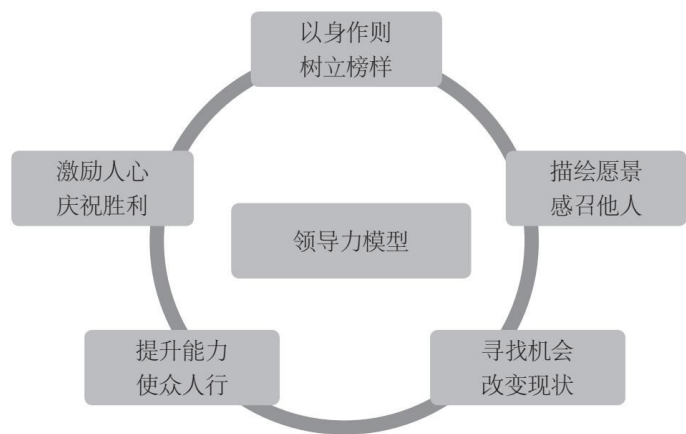 以身作则
树立榜样
描绘愿景
感召他人
寻找机会
改变现状
提升能力
使众人行
激励人心
庆祝胜利
领导力模型